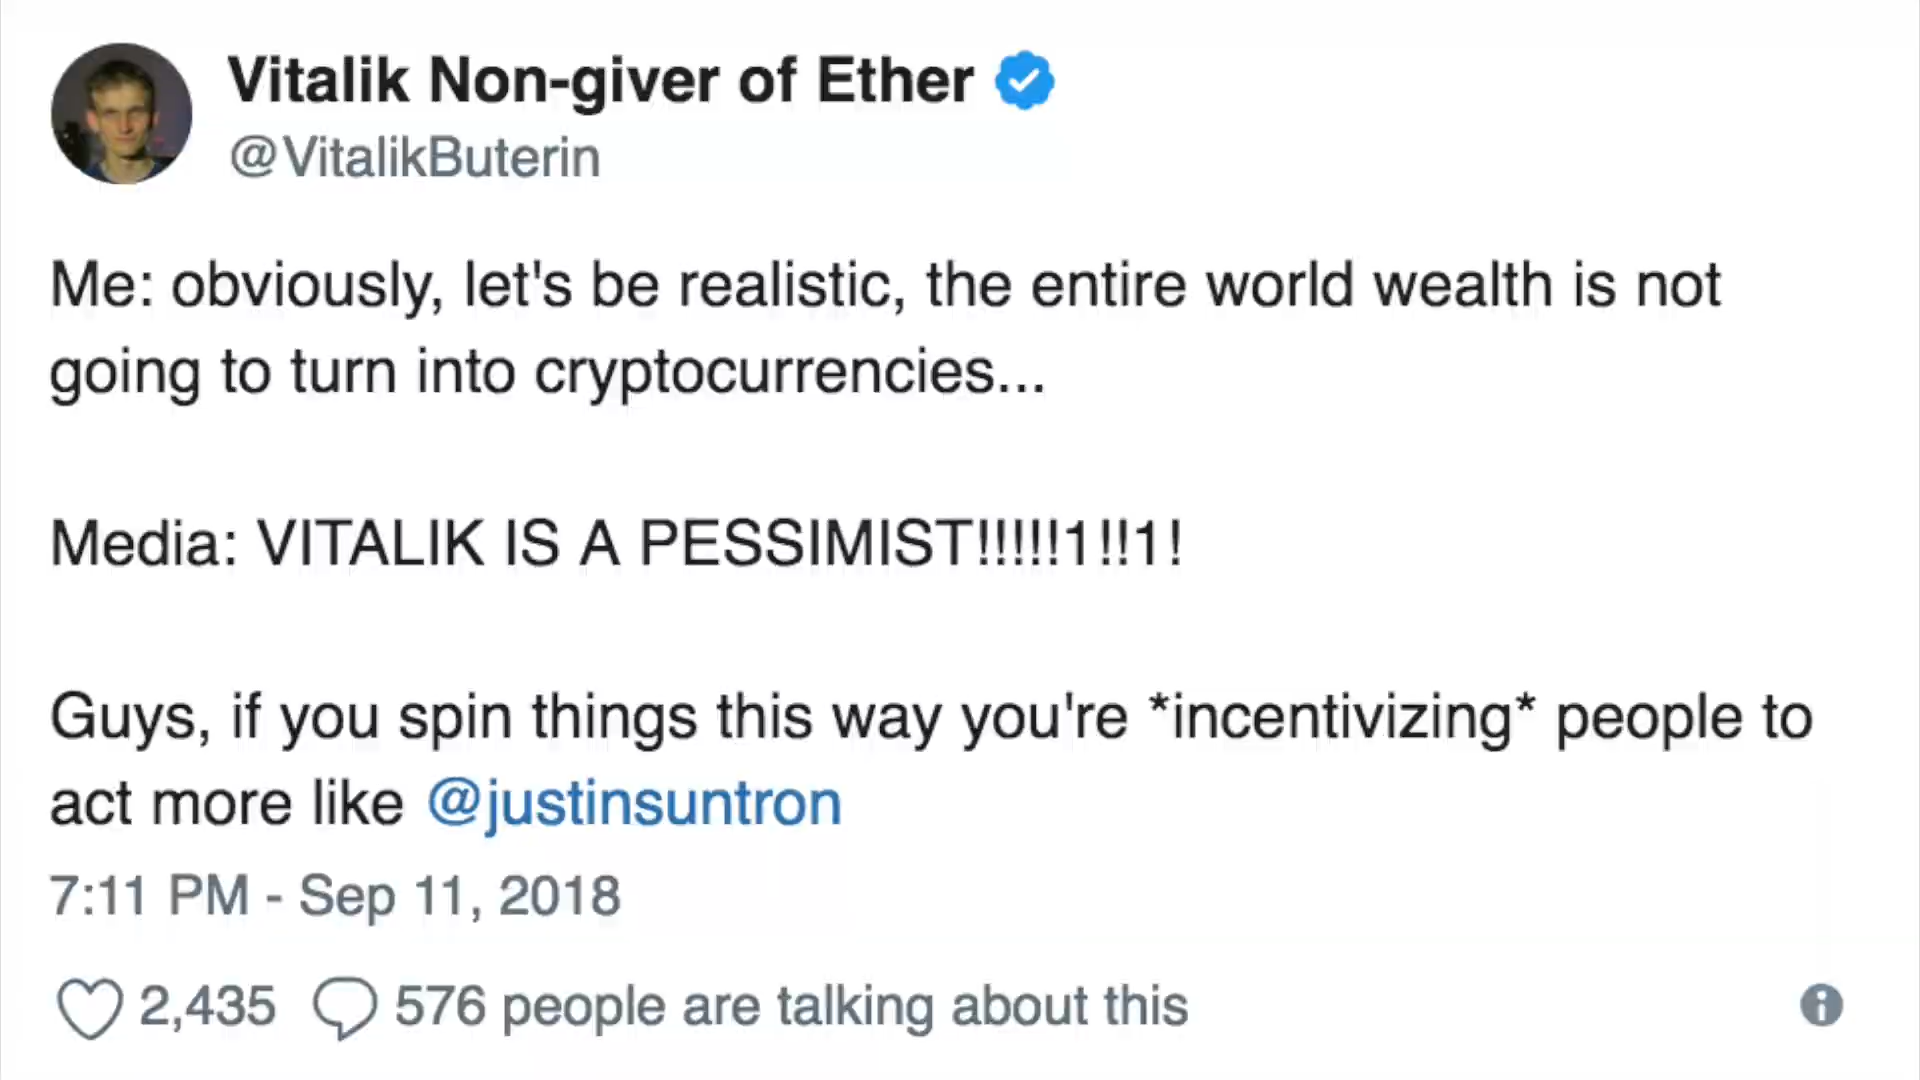 Vitalik Non-giver of Ether
@VitalikButerin
Me: obviously, let's be realistic, the entire world wealth is not
going to turn into cryptocurrencies...
Media: VITALIK IS A PESSIMIST!!!!!1!!1!
Guys, if you spin things this way you're *incentivizing* people to
act more like @justinsuntron
7:11 PM - Sep 11, 2018
2,435 576 people are talking about this